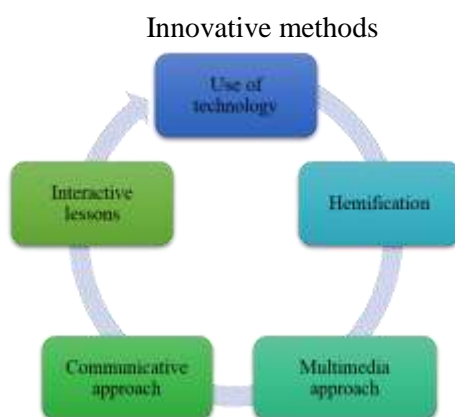 Innovative methods
Use of
technology
Hemification
Multimedia
approach
Communicative
approach
Interactive
lessons